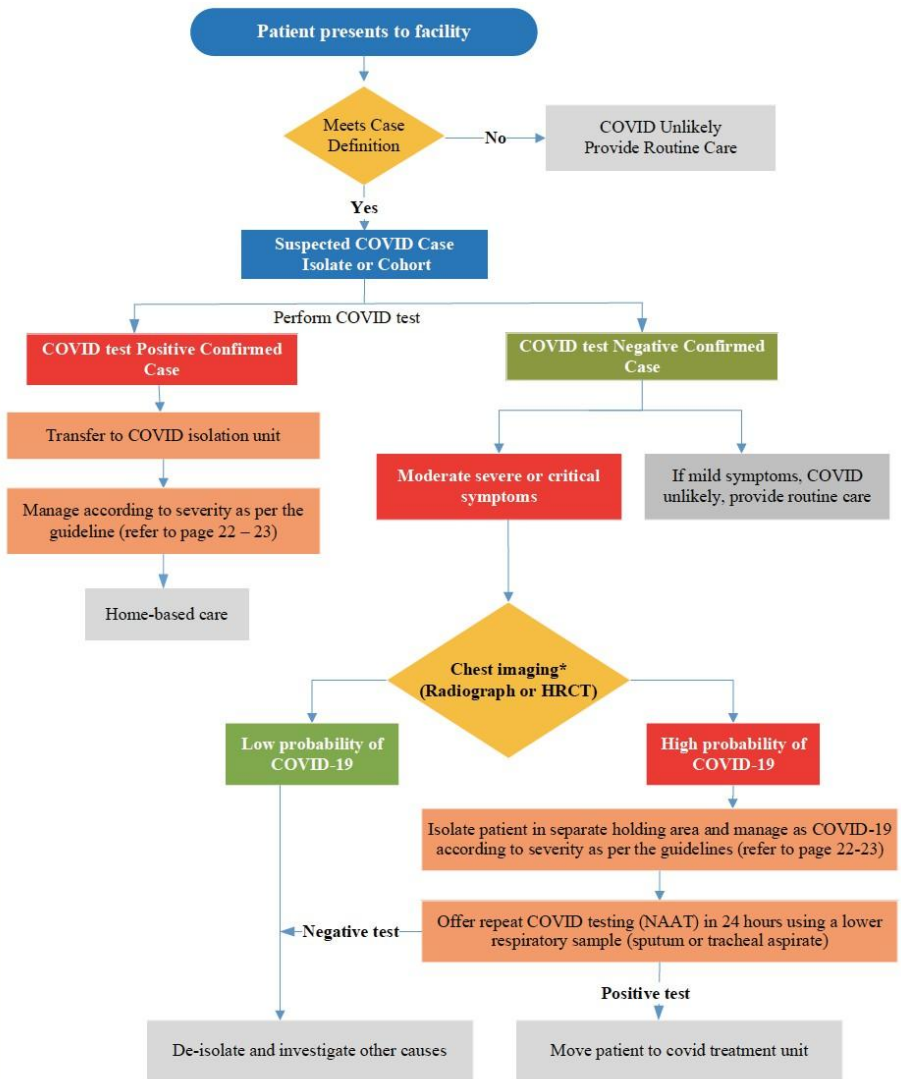 Patient presents to facility
Meets Case
Definition
No
COVID Unlikely
Provide Routine Care
Yes
Suspected COVID Case
Isolate or Cohort
Perform COVID test
COVID test Positive Confirmed
Case
COVID test Negative Confirmed
Case
Transfer to COVID isolation unit
Manage according to severity as per the
guideline (refer to page 22 – 23)
Home-based care
Moderate severe or critical
symptoms
If mild symptoms, COVID
unlikely, provide routine care
Chest imaging*
(Radiograph or HRCT)
Low probability of
COVID-19
High probability of
COVID-19
Isolate patient in separate holding area and manage as COVID-19
according to severity as per the guidelines (refer to page 22-23)
Offer repeat COVID testing (NAAT) in 24 hours using a lower
respiratory sample (sputum or tracheal aspirate)
Negative test
Positive test
De-isolate and investigate other causes
Move patient to covid treatment unit